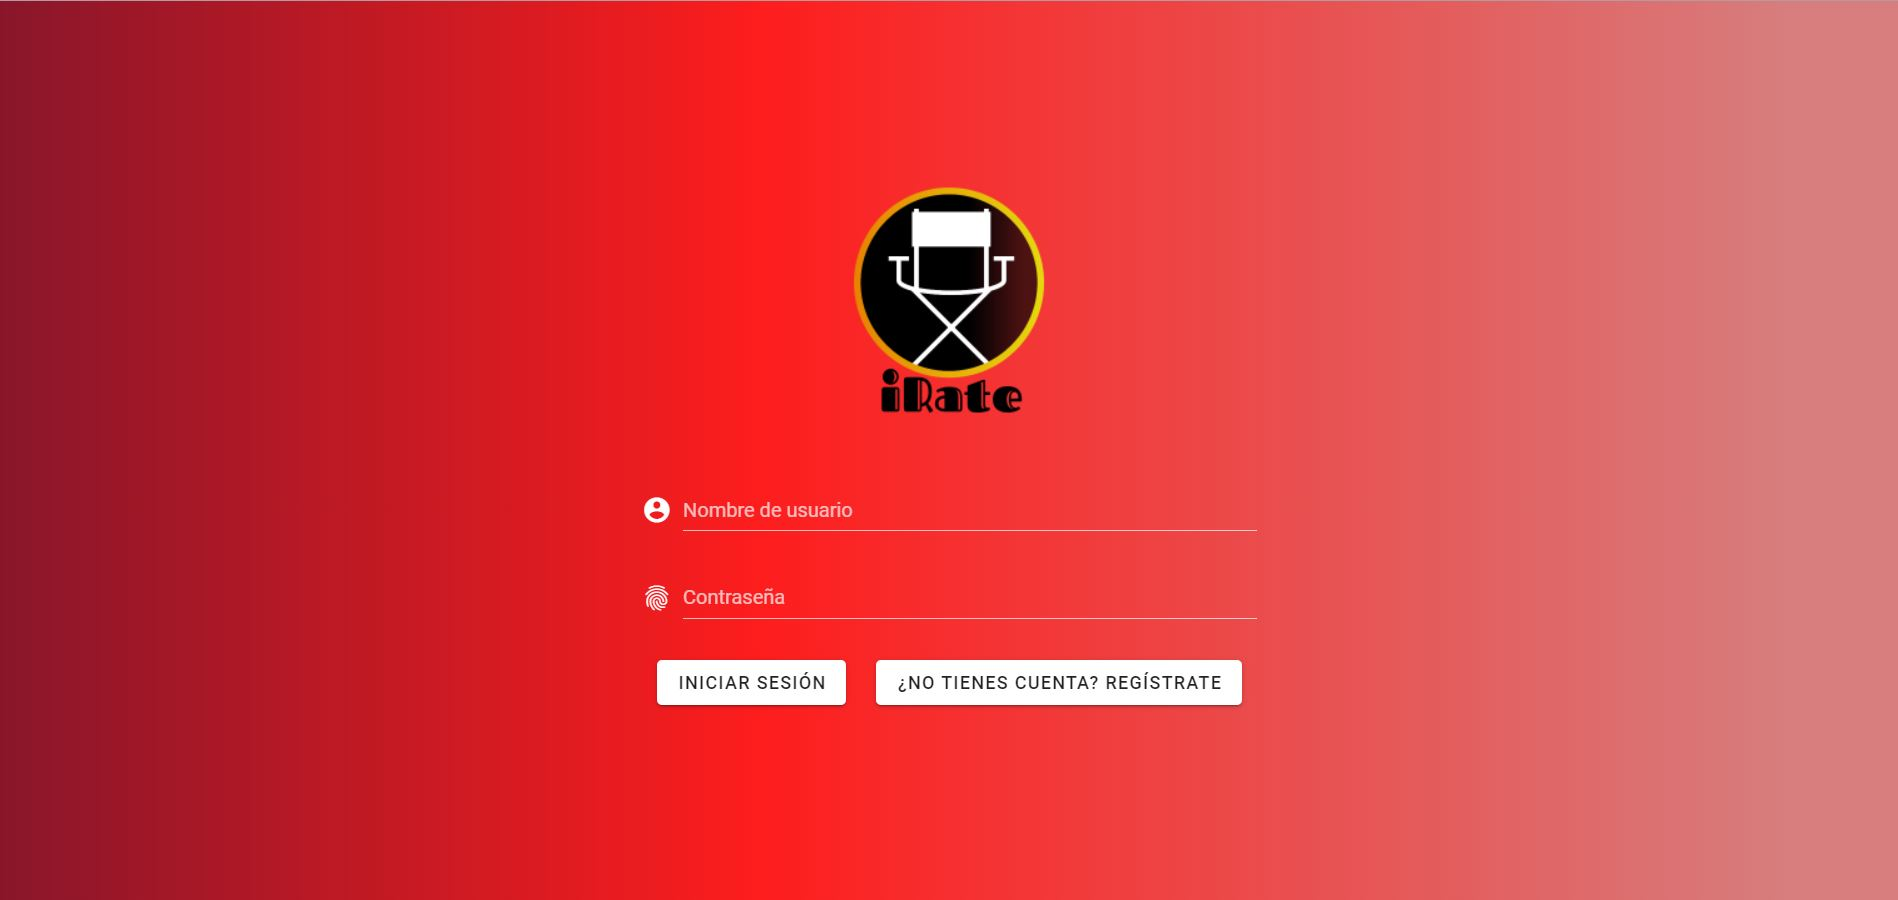 iRate
Nombre de usuario
Contraseña
INICIAR SESIÓN
¿NO TIENES CUENTA? REGÍSTRATE